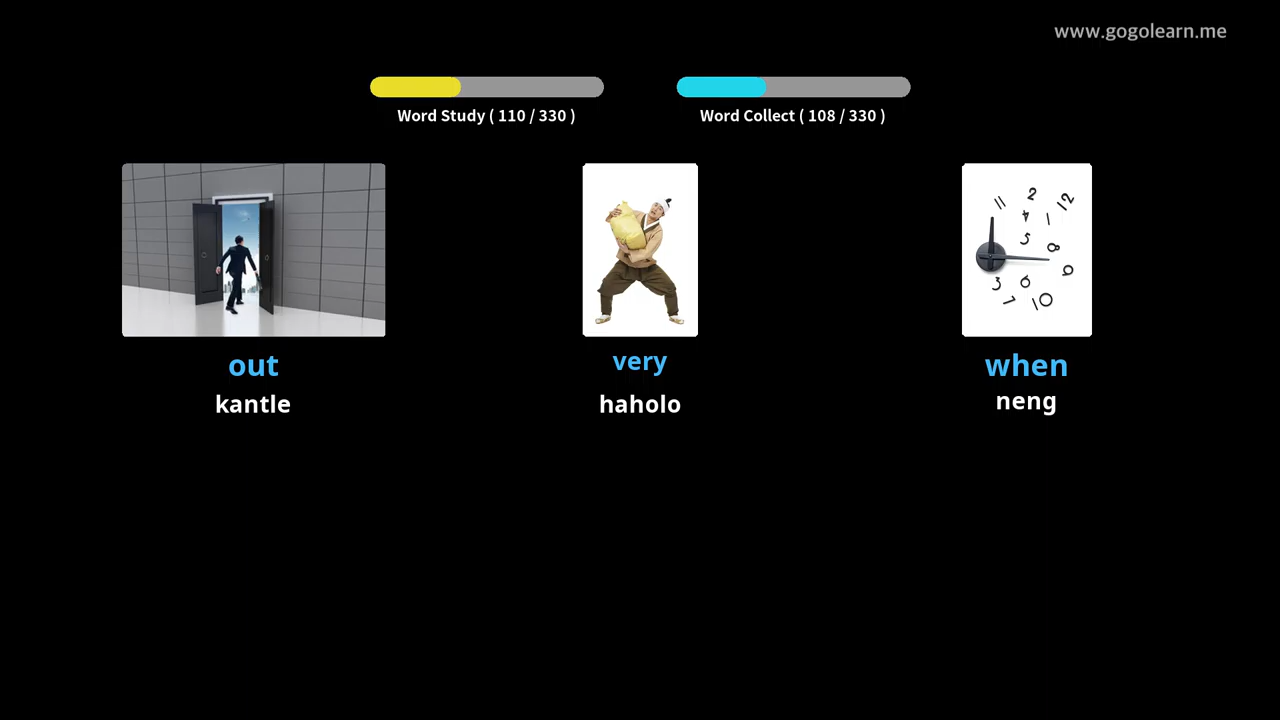 www.gogolearn.me
Word Study ( 110 / 330 )
Word Collect ( 108 / 330 )
out
kantle
very
haholo
when
neng